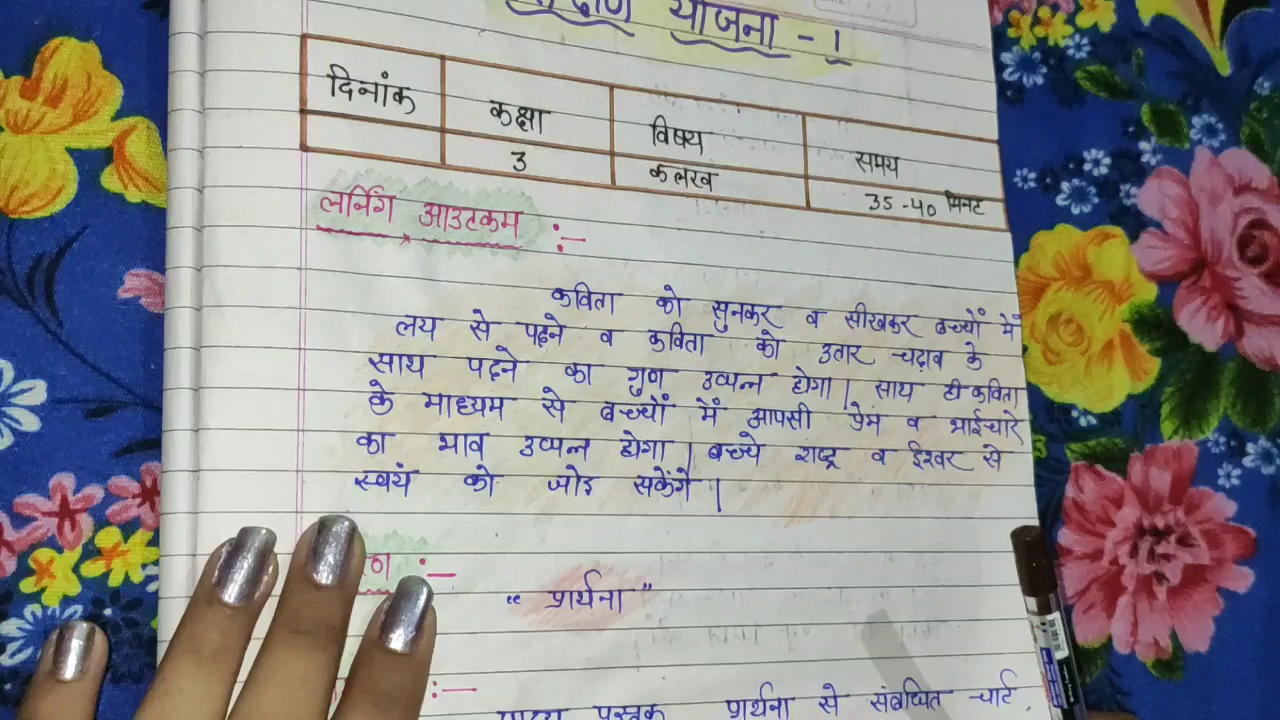 योजना - 1
दिनांक कक्षा विषय समय
3 कलरव 35-40 मिनट
लर्निंग आउटकम :-
कविता को सुनकर व सीखकर बच्चों में
लय से पढ़ने व कविता को उतार चढ़ाव के
साथ पढ़ने का गुण उत्पन्न होगा। साथ ही कविता
के माध्यम से बच्चों में आपसी प्रेम व भाईचारे
का भाव उत्पन्न होगा। बच्चे राष्ट्र व ईश्वर से
स्वयं को जोड़ सकेंगे।
:-
"प्रार्थना"
:-
पुस्तक प्रार्थना से संबन्धित चार्ट,